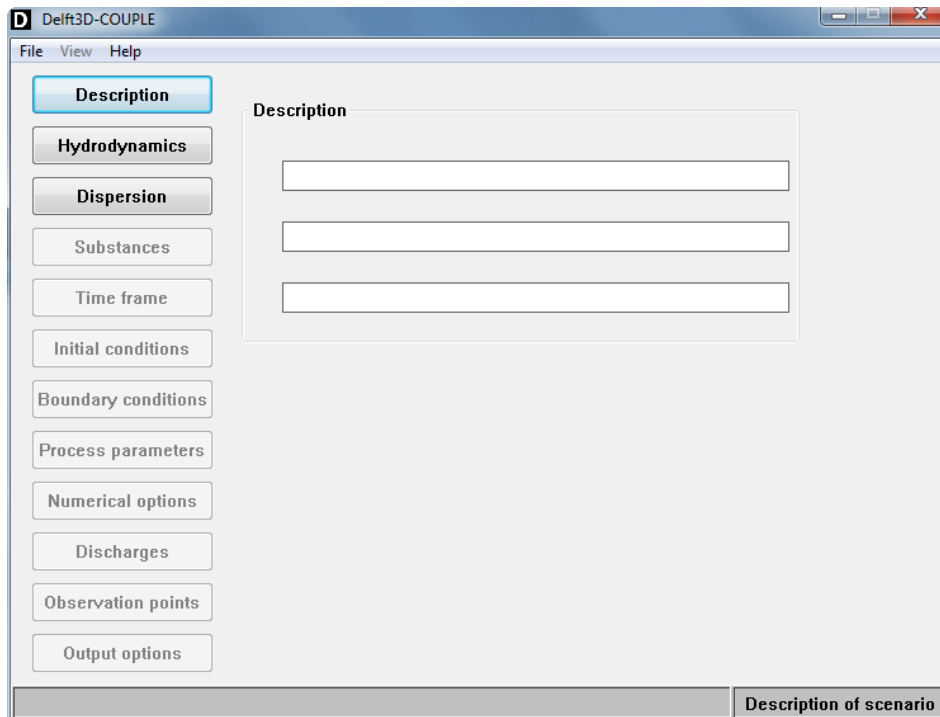 D Delft3D-COUPLE
File View Help
Description
Hydrodynamics
Dispersion
Substances
Time frame
Initial conditions
Boundary conditions
Process parameters
Numerical options
Discharges
Observation points
Output options
Description
Description of scenario